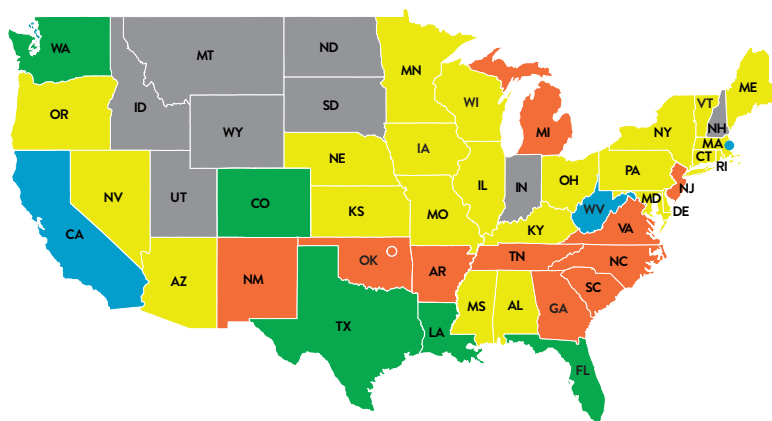 WA
MT
ND
MN
ME
VT
NH
OR
ID
SD
WI
NY
MA
WY
MI
CT
RI
IA
PA
NE
NJ
NV
UT
IL
IN
OH
MD
DE
CO
WV
CA
KS
MO
KY
VA
TN
NC
OK
AR
AZ
NM
SC
MS
AL
GA
TX
LA
FL